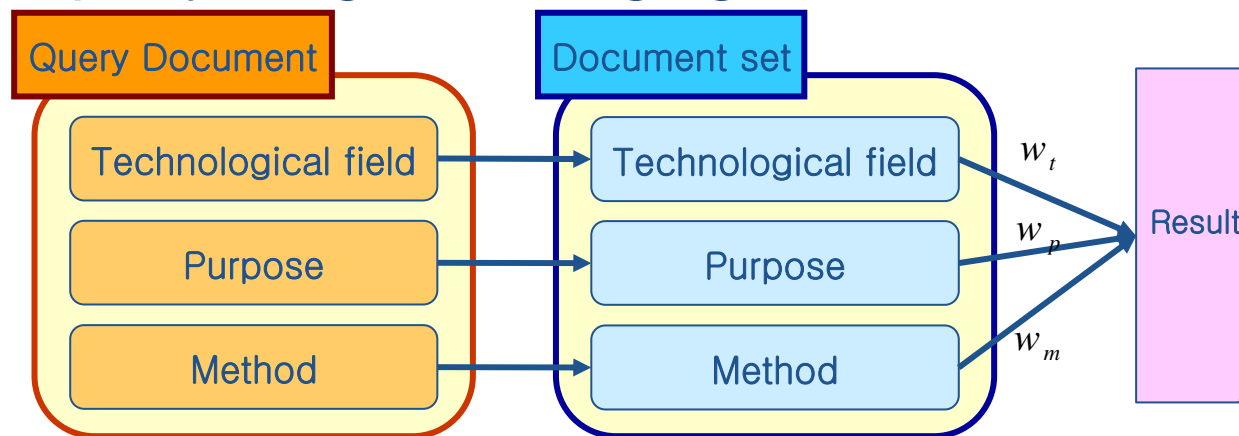 Query Document
Document set
Technological field
Technological field
w_t
Purpose
Purpose
w_p
Result
Method
Method
w_m